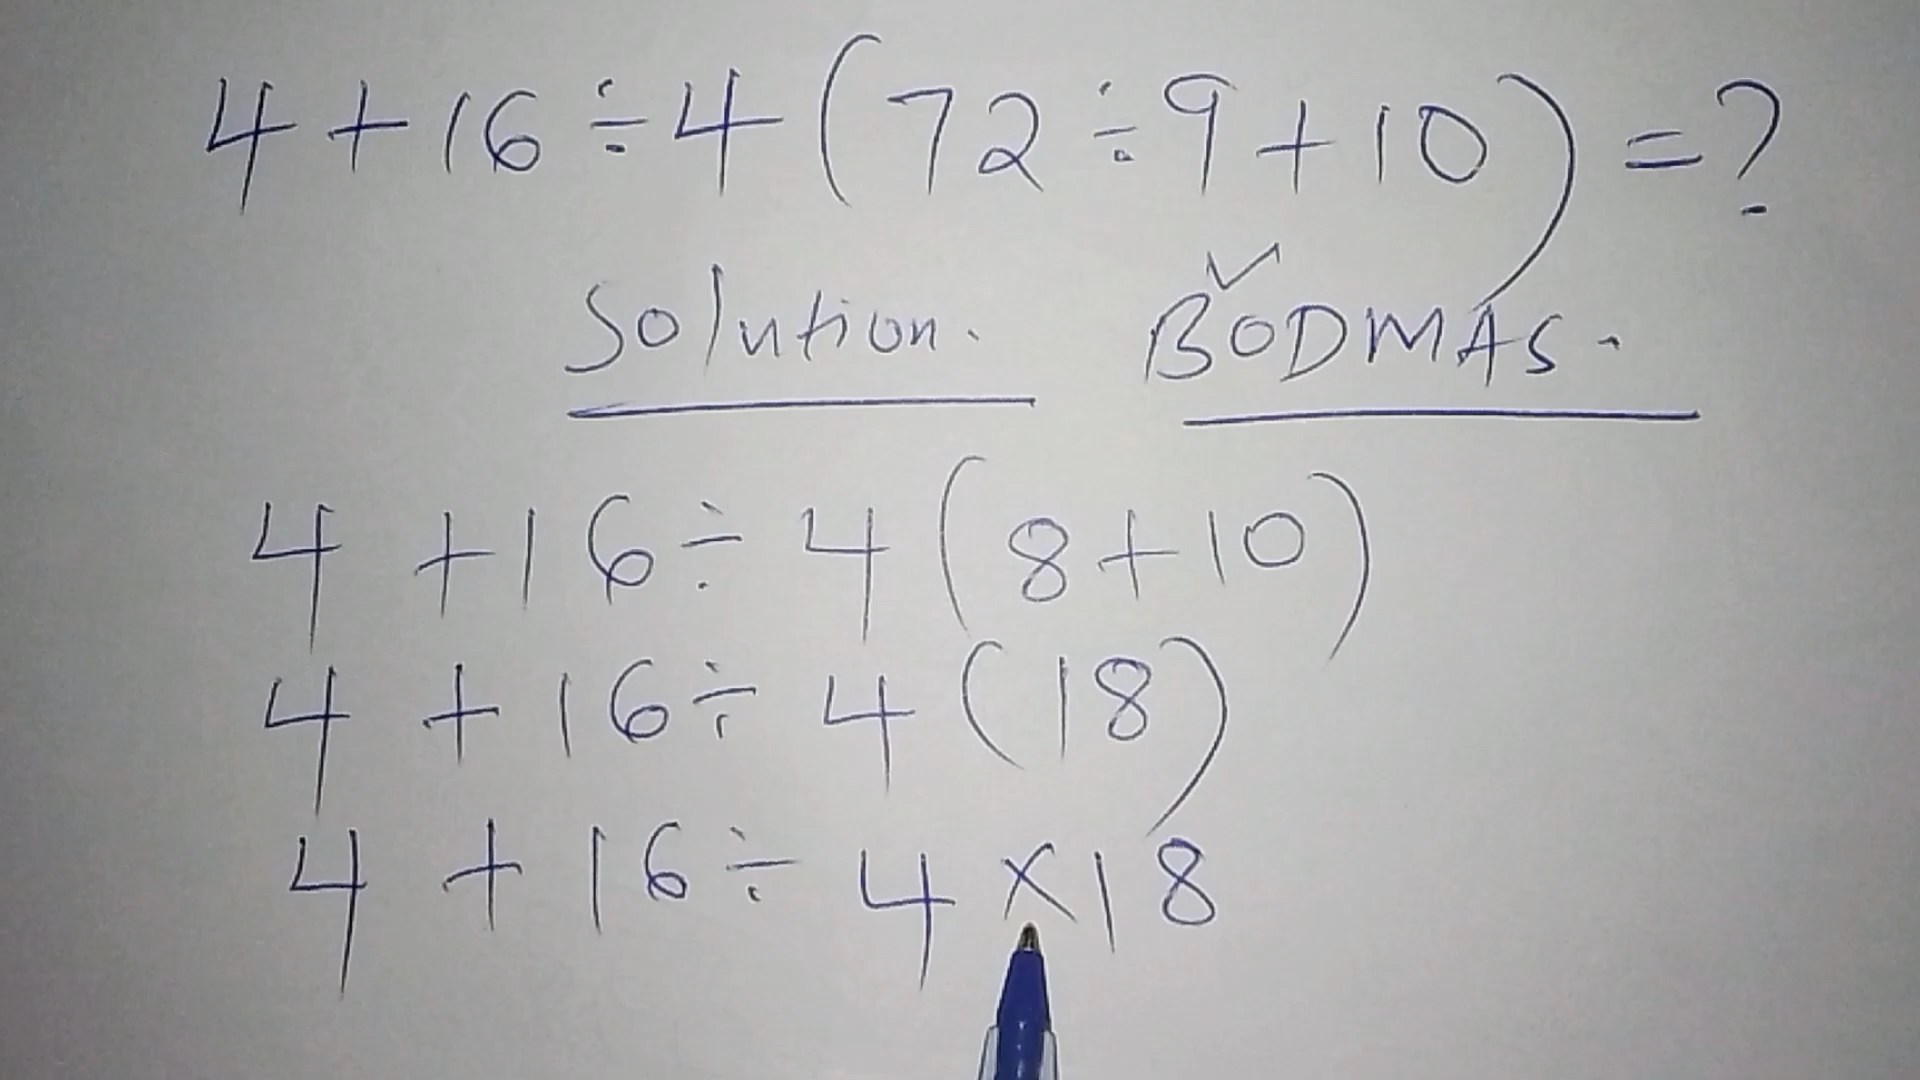 4 + 16 ÷ 4 (72 ÷ 9 + 10) = ?
Solution. BODMAS.
4 + 16 ÷ 4 (8 + 10)
4 + 16 ÷ 4 (18)
4 + 16 ÷ 4 × 18